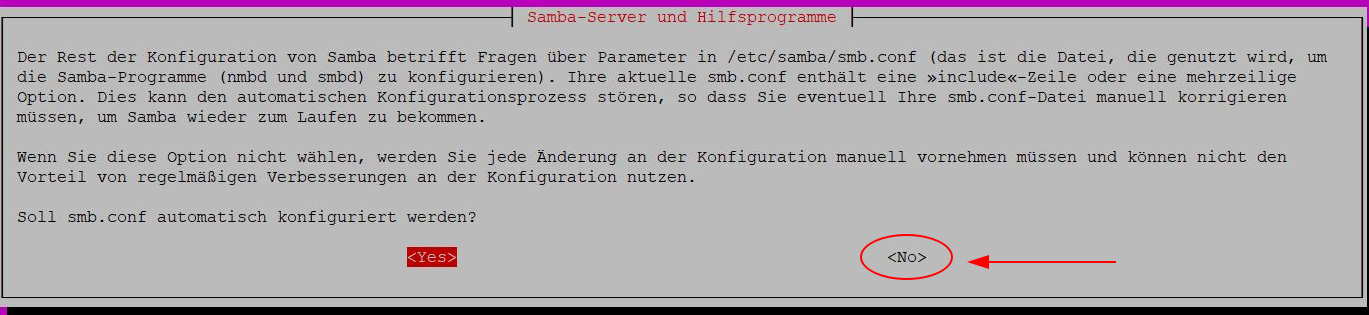 Samba-Server und Hilfsprogramme
Der Rest der Konfiguration von Samba betrifft Fragen über Parameter in /etc/samba/smb.conf (das ist die Datei, die genutzt wird, um
die Samba-Programme (nmbd und smbd) zu konfigurieren). Ihre aktuelle smb.conf enthält eine »include«-Zeile oder eine mehrzeilige
Option. Dies kann den automatischen Konfigurationsprozess stören, so dass Sie eventuell Ihre smb.conf-Datei manuell korrigieren
müssen, um Samba wieder zum Laufen zu bekommen.
Wenn Sie diese Option nicht wählen, werden Sie jede Änderung an der Konfiguration manuell vornehmen müssen und können nicht den
Vorteil von regelmäßigen Verbesserungen an der Konfiguration nutzen.
Soll smb.conf automatisch konfiguriert werden?
<Yes> <No>